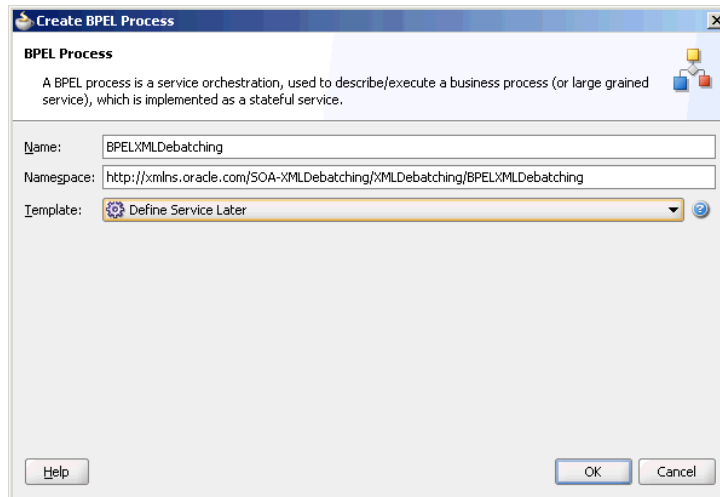 Create BPEL Process
BPEL Process
A BPEL process is a service orchestration, used to describe/execute a business process (or large grained
service), which is implemented as a stateful service.
Name: BPELXMLDebatching
Namespace: http://xmlns.oracle.com/SOA-XMLDebatching/XMLDebatching/BPELXMLDebatching
Template: Define Service Later
Help OK Cancel